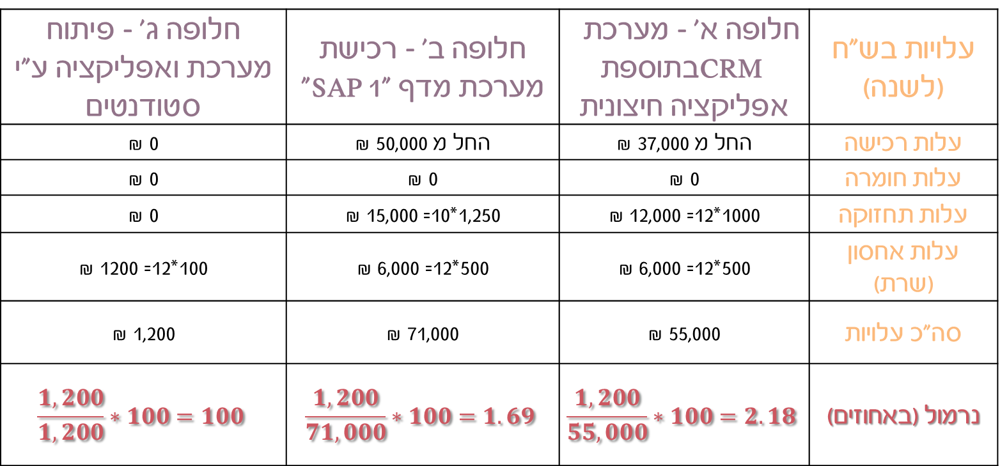 עלויות בש"ח
(לשנה)
חלופה א' - מערכת
CRMבתוספת
אפליקציה חיצונית
חלופה ב' - רכישת
מערכת מדף "SAP 1"
חלופה ג' - פיתוח
מערכת ואפליקציה ע"י
סטודנטים
עלות רכישה
החל מ 37,000 ₪
החל מ 50,000 ₪
0 ₪
עלות חומרה
0 ₪
0 ₪
0 ₪
עלות תחזוקה
1000*12= 12,000 ₪
1,250*10= 15,000 ₪
0 ₪
עלות אחסון
(שרת)
500*12= 6,000 ₪
500*12= 6,000 ₪
100*12= 1200 ₪
סה"כ עלויות
55,000 ₪
71,000 ₪
1,200 ₪
נרמול (באחוזים)
1,200
55,000 * 100 = 2.18
1,200
71,000 * 100 = 1.69
1,200
1,200 * 100 = 100